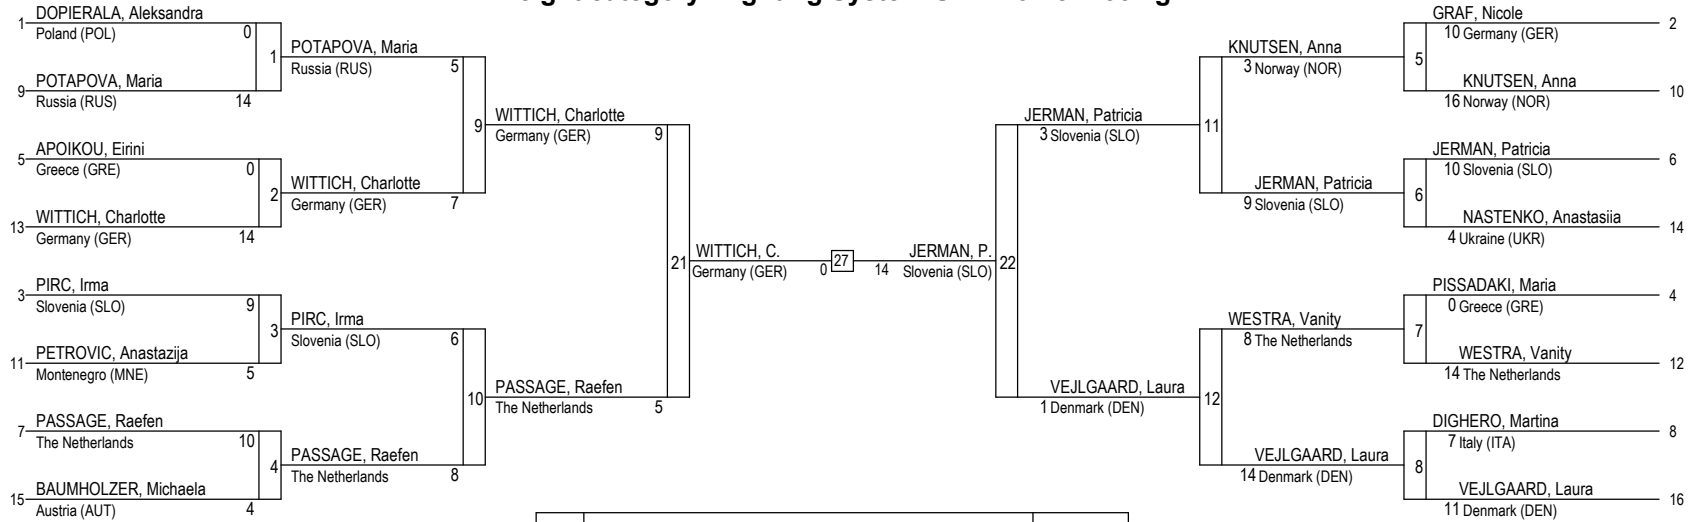 DOPIERALA, Aleksandra
1
Poland (POL)
0
1
POTAPOVA, Maria
9
Russia (RUS)
14
POTAPOVA, Maria
Russia (RUS)
5
APOIKOU, Eirini
5
Greece (GRE)
0
2
WITTICH, Charlotte
13
Germany (GER)
14
WITTICH, Charlotte
Germany (GER)
7
9
WITTICH, Charlotte
Germany (GER)
9
PIRC, Irma
3
Slovenia (SLO)
9
3
PETROVIC, Anastazija
11
Montenegro (MNE)
5
PIRC, Irma
Slovenia (SLO)
6
PASSAGE, Raefen
7
The Netherlands
10
4
BAUMHOLZER, Michaela
15
Austria (AUT)
4
PASSAGE, Raefen
The Netherlands
8
10
PASSAGE, Raefen
The Netherlands
5
21
WITTICH, C.
Germany (GER)
0
27
14
JERMAN, P.
Slovenia (SLO)
22
JERMAN, Patricia
3 Slovenia (SLO)
11
KNUTSEN, Anna
3 Norway (NOR)
5
GRAF, Nicole
2
10 Germany (GER)
KNUTSEN, Anna
10
16 Norway (NOR)
JERMAN, Patricia
9 Slovenia (SLO)
6
JERMAN, Patricia
6
10 Slovenia (SLO)
NASTENKO, Anastasiia
14
4 Ukraine (UKR)
VEJLGAARD, Laura
1 Denmark (DEN)
12
WESTRA, Vanity
8 The Netherlands
7
PISSADAKI, Maria
4
0 Greece (GRE)
WESTRA, Vanity
12
14 The Netherlands
VEJLGAARD, Laura
14 Denmark (DEN)
8
DIGHERO, Martina
8
7 Italy (ITA)
VEJLGAARD, Laura
16
11 Denmark (DEN)